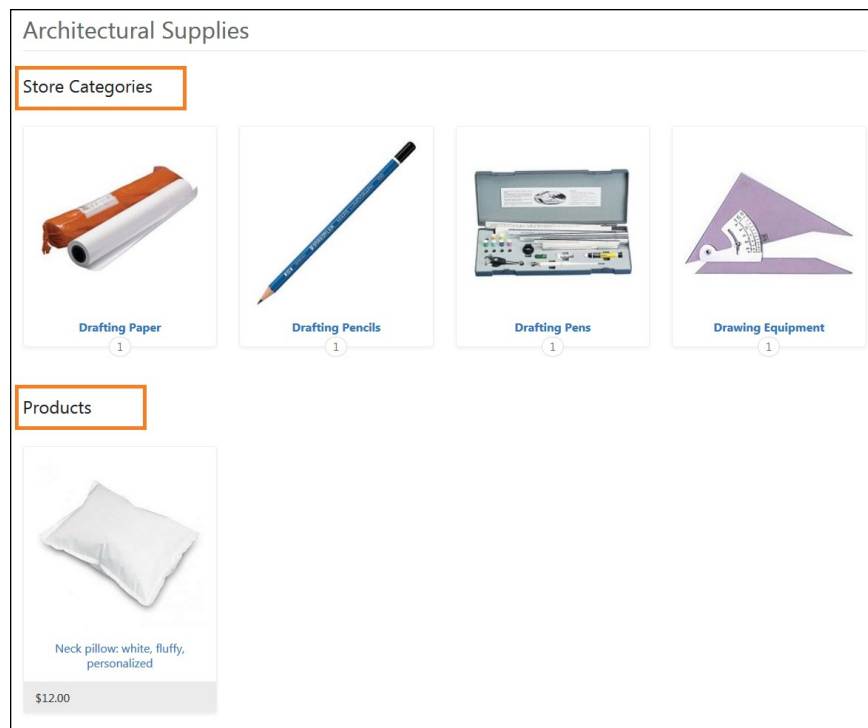 Architectural Supplies
Store Categories
Drafting Paper
1
Drafting Pencils
1
Drafting Pens
1
Drawing Equipment
1
Products
Neck pillow: white, fluffy,
personalized
$12.00